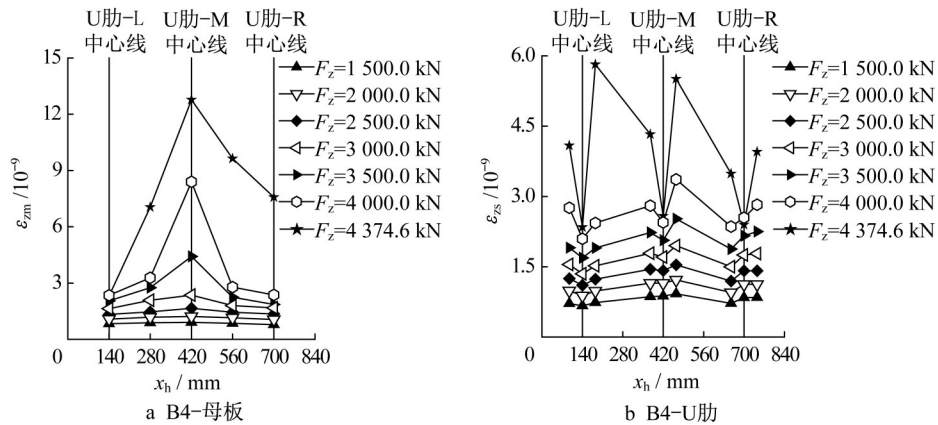 U肋-L U肋-M U肋-R
中心线 中心线 中心线
15
12
9
6
3
0
εzm /10⁻⁹
140 280 420 560 700 840
xh / mm
Fz=1 500.0 kN
Fz=2 000.0 kN
Fz=2 500.0 kN
Fz=3 000.0 kN
Fz=3 500.0 kN
Fz=4 000.0 kN
Fz=4 374.6 kN
a B4-母板
U肋-L U肋-M U肋-R
中心线 中心线 中心线
6.0
4.5
3.0
1.5
0
εzs /10⁻⁹
140 280 420 560 700 840
xh / mm
Fz=1 500.0 kN
Fz=2 000.0 kN
Fz=2 500.0 kN
Fz=3 000.0 kN
Fz=3 500.0 kN
Fz=4 000.0 kN
Fz=4 374.6 kN
b B4-U肋